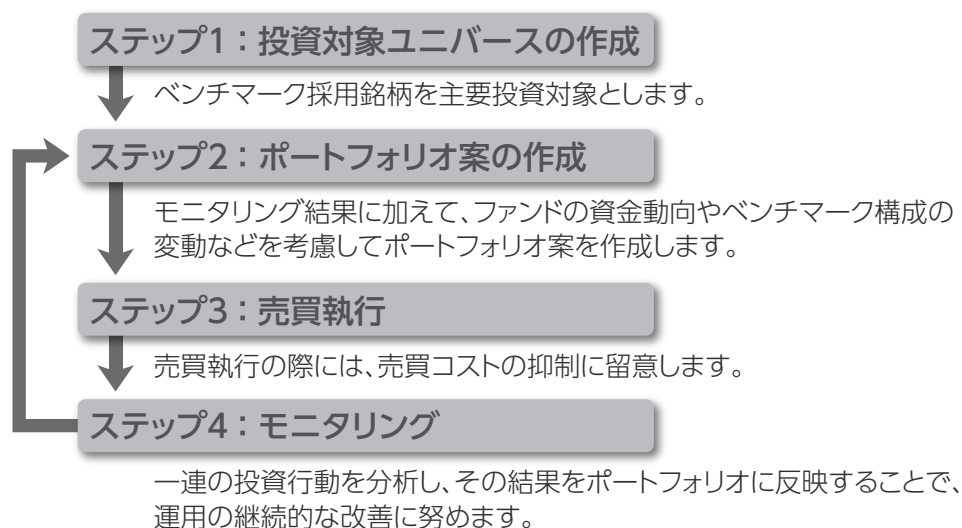 ステップ1：投資対象ユニバースの作成
ベンチマーク採用銘柄を主要投資対象とします。
ステップ2：ポートフォリオ案の作成
モニタリング結果に加えて、ファンドの資金動向やベンチマーク構成の
変動などを考慮してポートフォリオ案を作成します。
ステップ3：売買執行
売買執行の際には、売買コストの抑制に留意します。
ステップ4：モニタリング
一連の投資行動を分析し、その結果をポートフォリオに反映することで、
運用の継続的な改善に努めます。